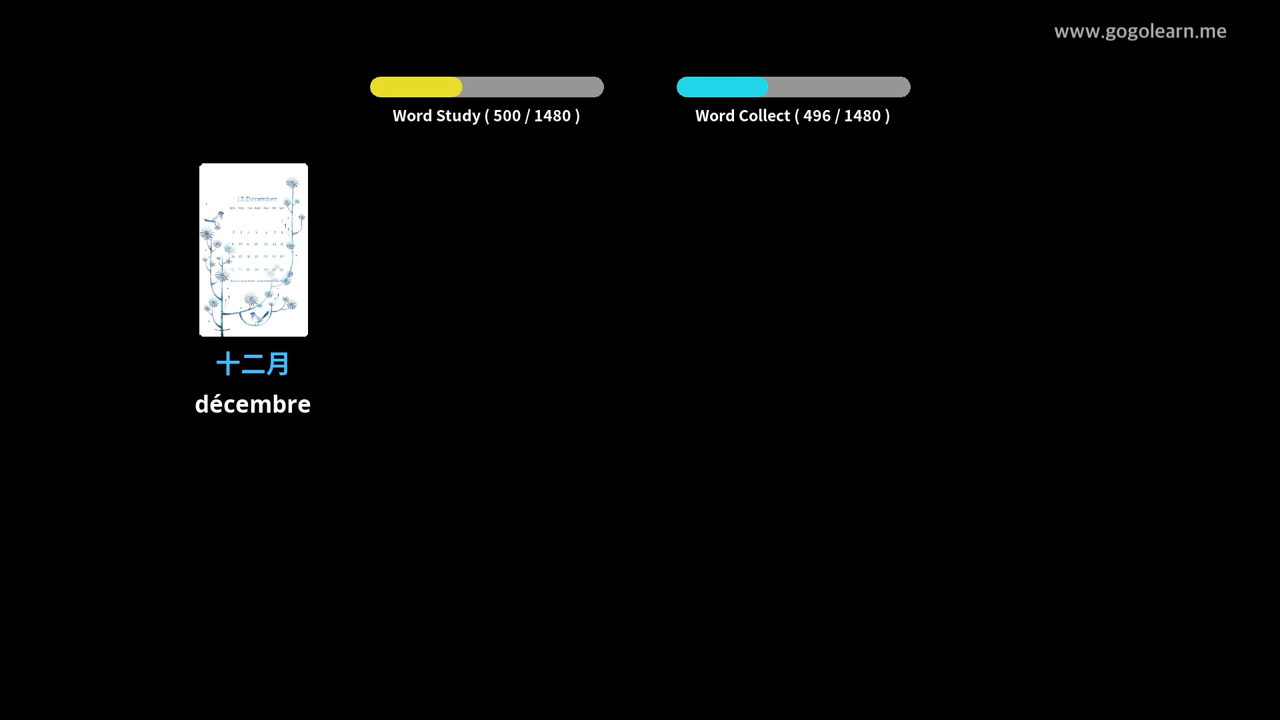 www.gogolearn.me
Word Study ( 500 / 1480 )
Word Collect ( 496 / 1480 )
12.December
十二月
décembre